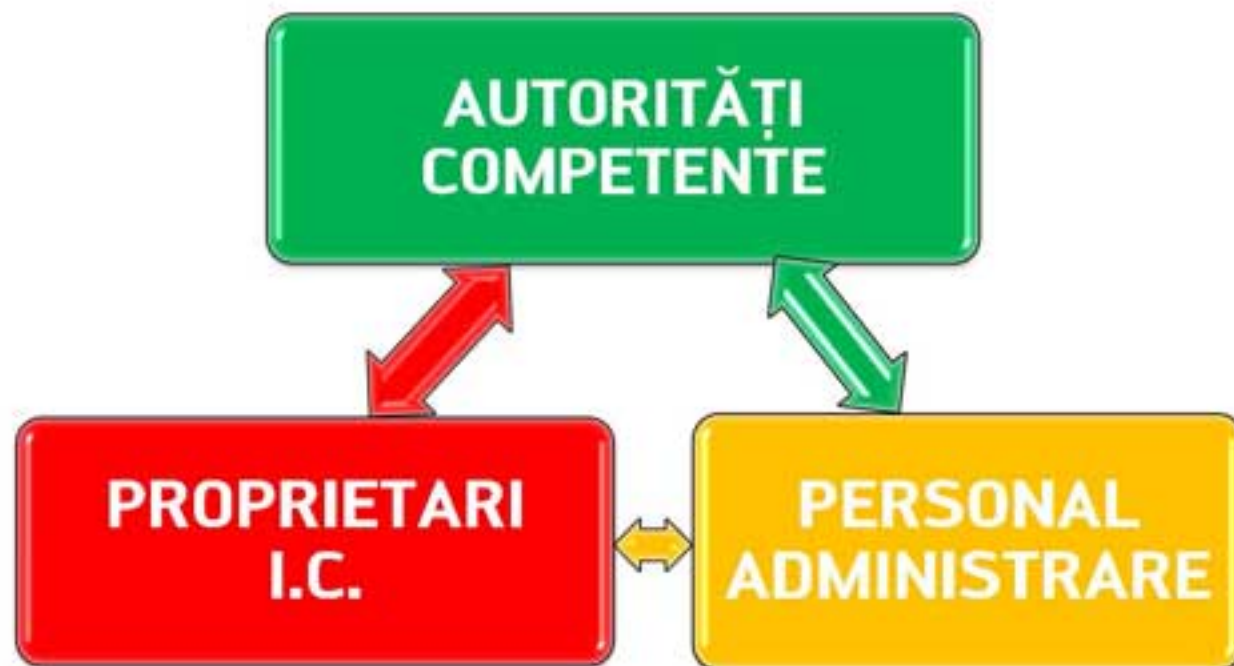 AUTORITĂȚI
COMPETENTE
PROPRIETARI
I.C.
PERSONAL
ADMINISTRARE